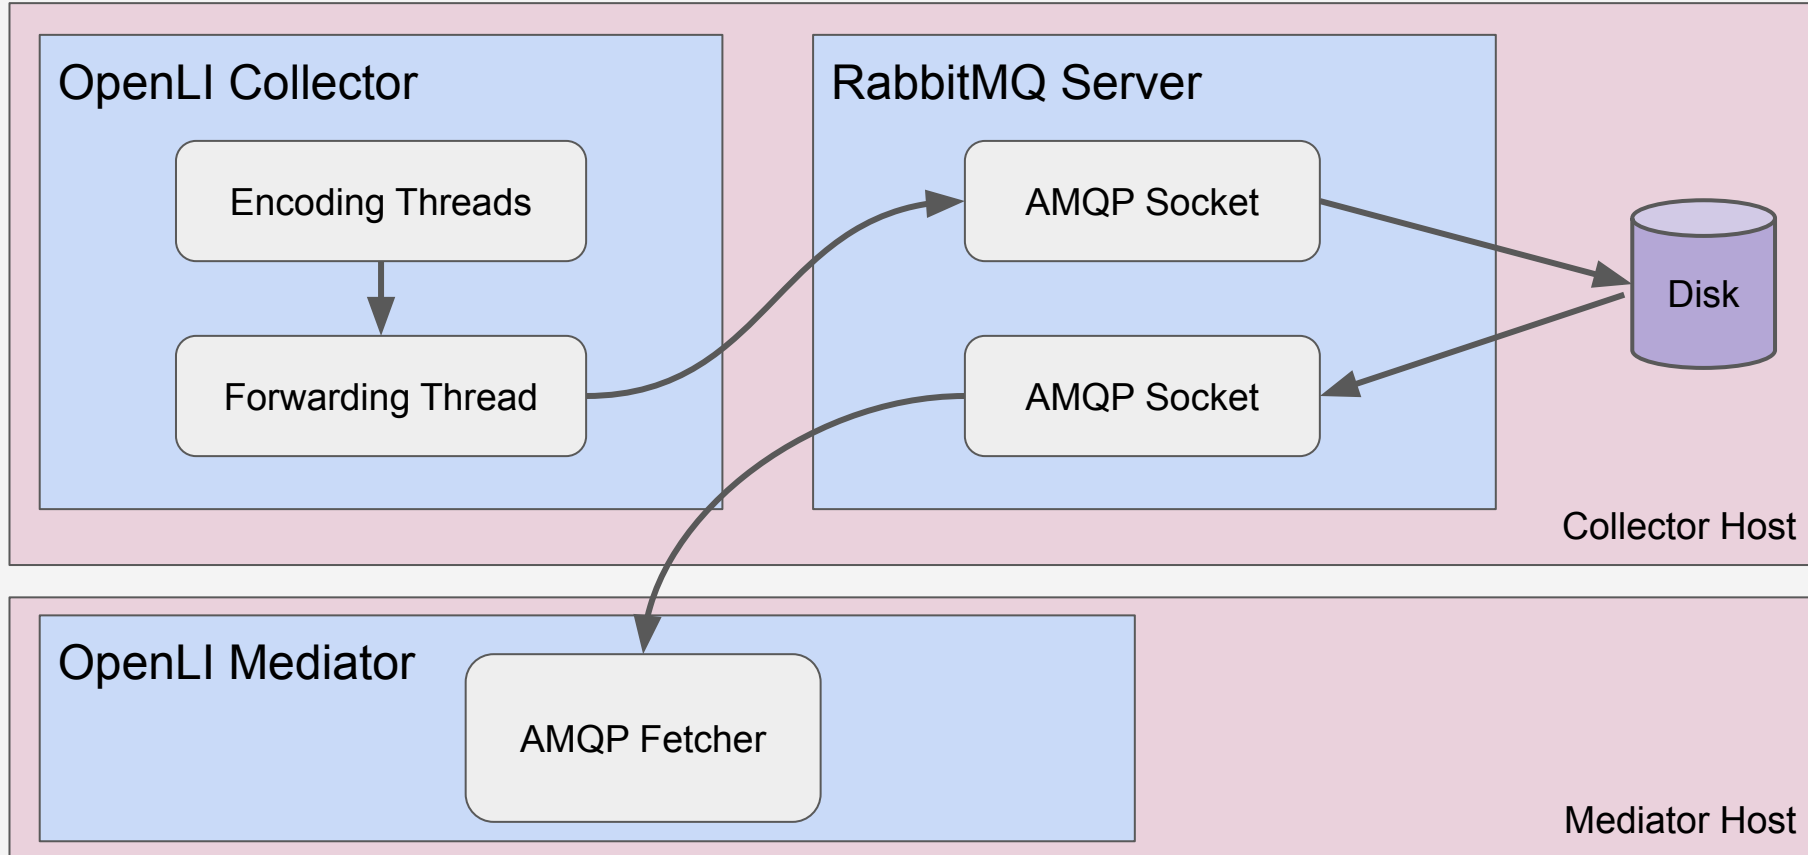 OpenLI Collector
Encoding Threads
Forwarding Thread
RabbitMQ Server
AMQP Socket
AMQP Socket
Disk
Collector Host
OpenLI Mediator
AMQP Fetcher
Mediator Host